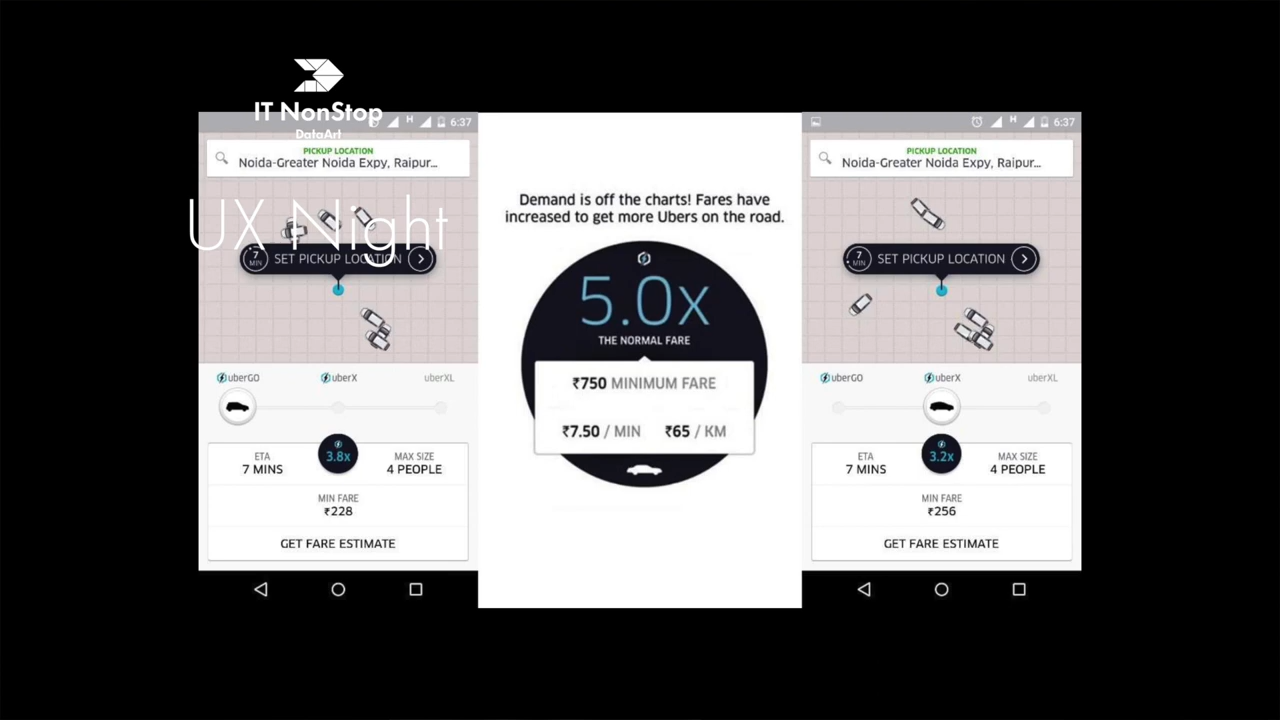 IT NonStop
DataArt
UX Night
H 6:37
PICKUP LOCATION
Noida-Greater Noida Expy, Raipur...
7 MIN SET PICKUP LOCATION
uberGO uberX uberXL
3.8x
ETA MAX SIZE
7 MINS 4 PEOPLE
MIN FARE
₹228
GET FARE ESTIMATE
Demand is off the charts! Fares have
increased to get more Ubers on the road.
5.0x
THE NORMAL FARE
₹750 MINIMUM FARE
₹7.50 / MIN ₹65 / KM
H 6:37
PICKUP LOCATION
Noida-Greater Noida Expy, Raipur...
7 MIN SET PICKUP LOCATION
uberGO uberX uberXL
3.2x
ETA MAX SIZE
7 MINS 4 PEOPLE
MIN FARE
₹256
GET FARE ESTIMATE